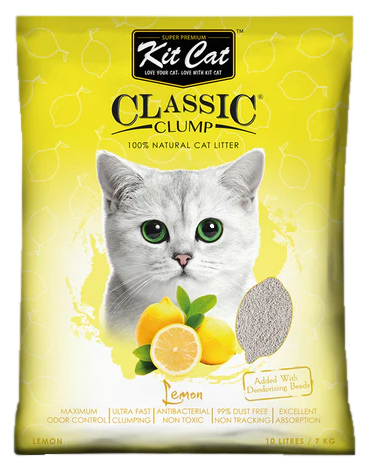 SUPER PREMIUM
Kit Cat™
LOVE YOUR CAT, LOVE WITH KIT CAT
CLASSIC®
CLUMP
100% NATURAL CAT LITTER
Lemon
Added With
Deodorizing Beads
MAXIMUM
ODOR CONTROL
ULTRA FAST
CLUMPING
ANTIBACTERIAL
NON TOXIC
99% DUST FREE
NON TRACKING
EXCELLENT
ABSORPTION
LEMON
10 LITRES / 7 KG